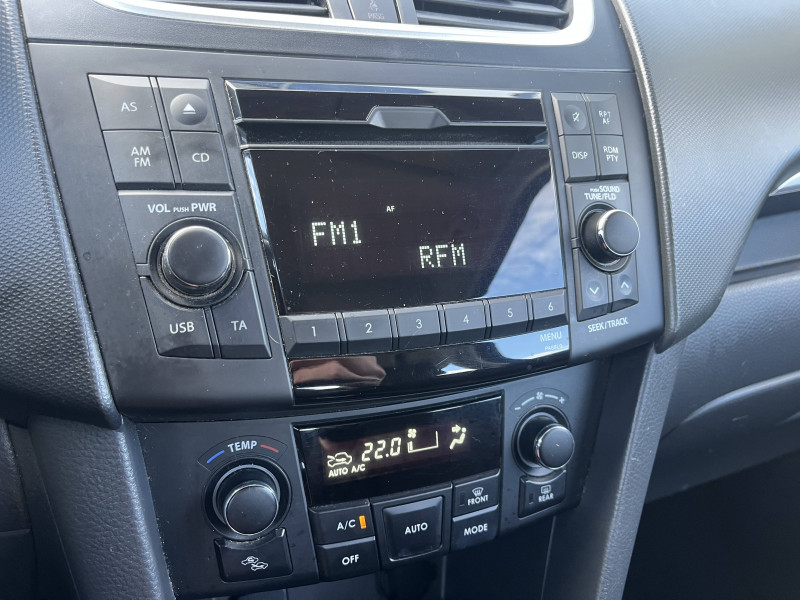 AS
AM
FM
CD
VOL PUSH PWR
USB
TA
AF
FM1
RFM
1 2 3 4 5 6
MENU
RPT
AF
DISP
RDM
PTY
PUSH SOUND
TUNE/FLD
SEEK/TRACK
TEMP
22.0
AUTO A/C
A/C
OFF
AUTO
FRONT
MODE
REAR